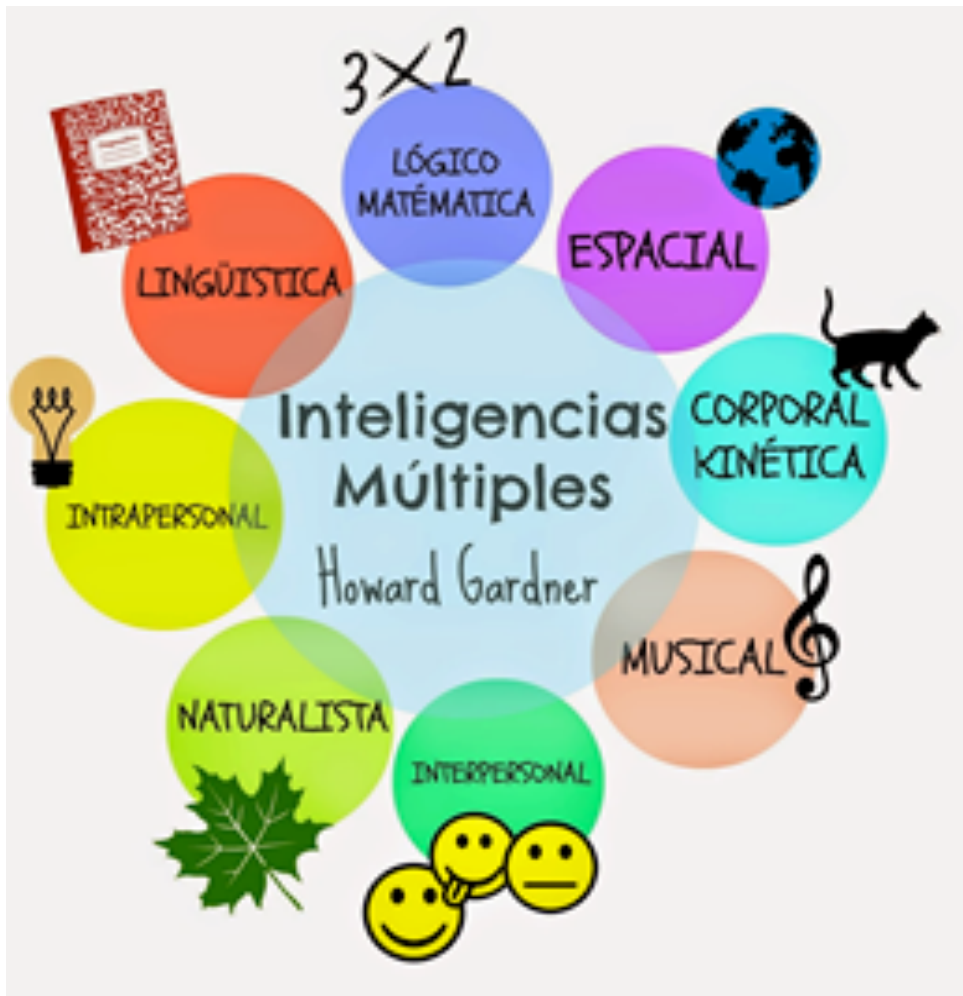 3×2
LÓGICO
MATÉMATICA
ESPACIAL
LINGÜISTICA
CORPORAL
KINÉTICA
Inteligencias
Múltiples
Howard Gardner
INTRAPERSONAL
MUSICAL
NATURALISTA
INTERPERSONAL